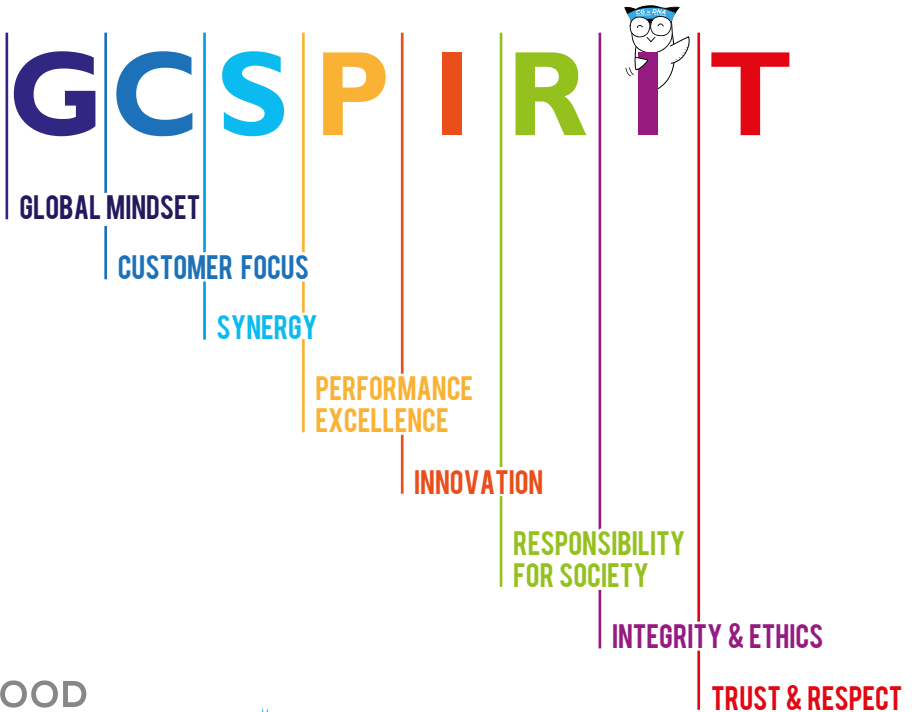 GCSPIRIT
GLOBAL MINDSET
CUSTOMER FOCUS
SYNERGY
PERFORMANCE
EXCELLENCE
INNOVATION
RESPONSIBILITY
FOR SOCIETY
INTEGRITY & ETHICS
TRUST & RESPECT
OOD